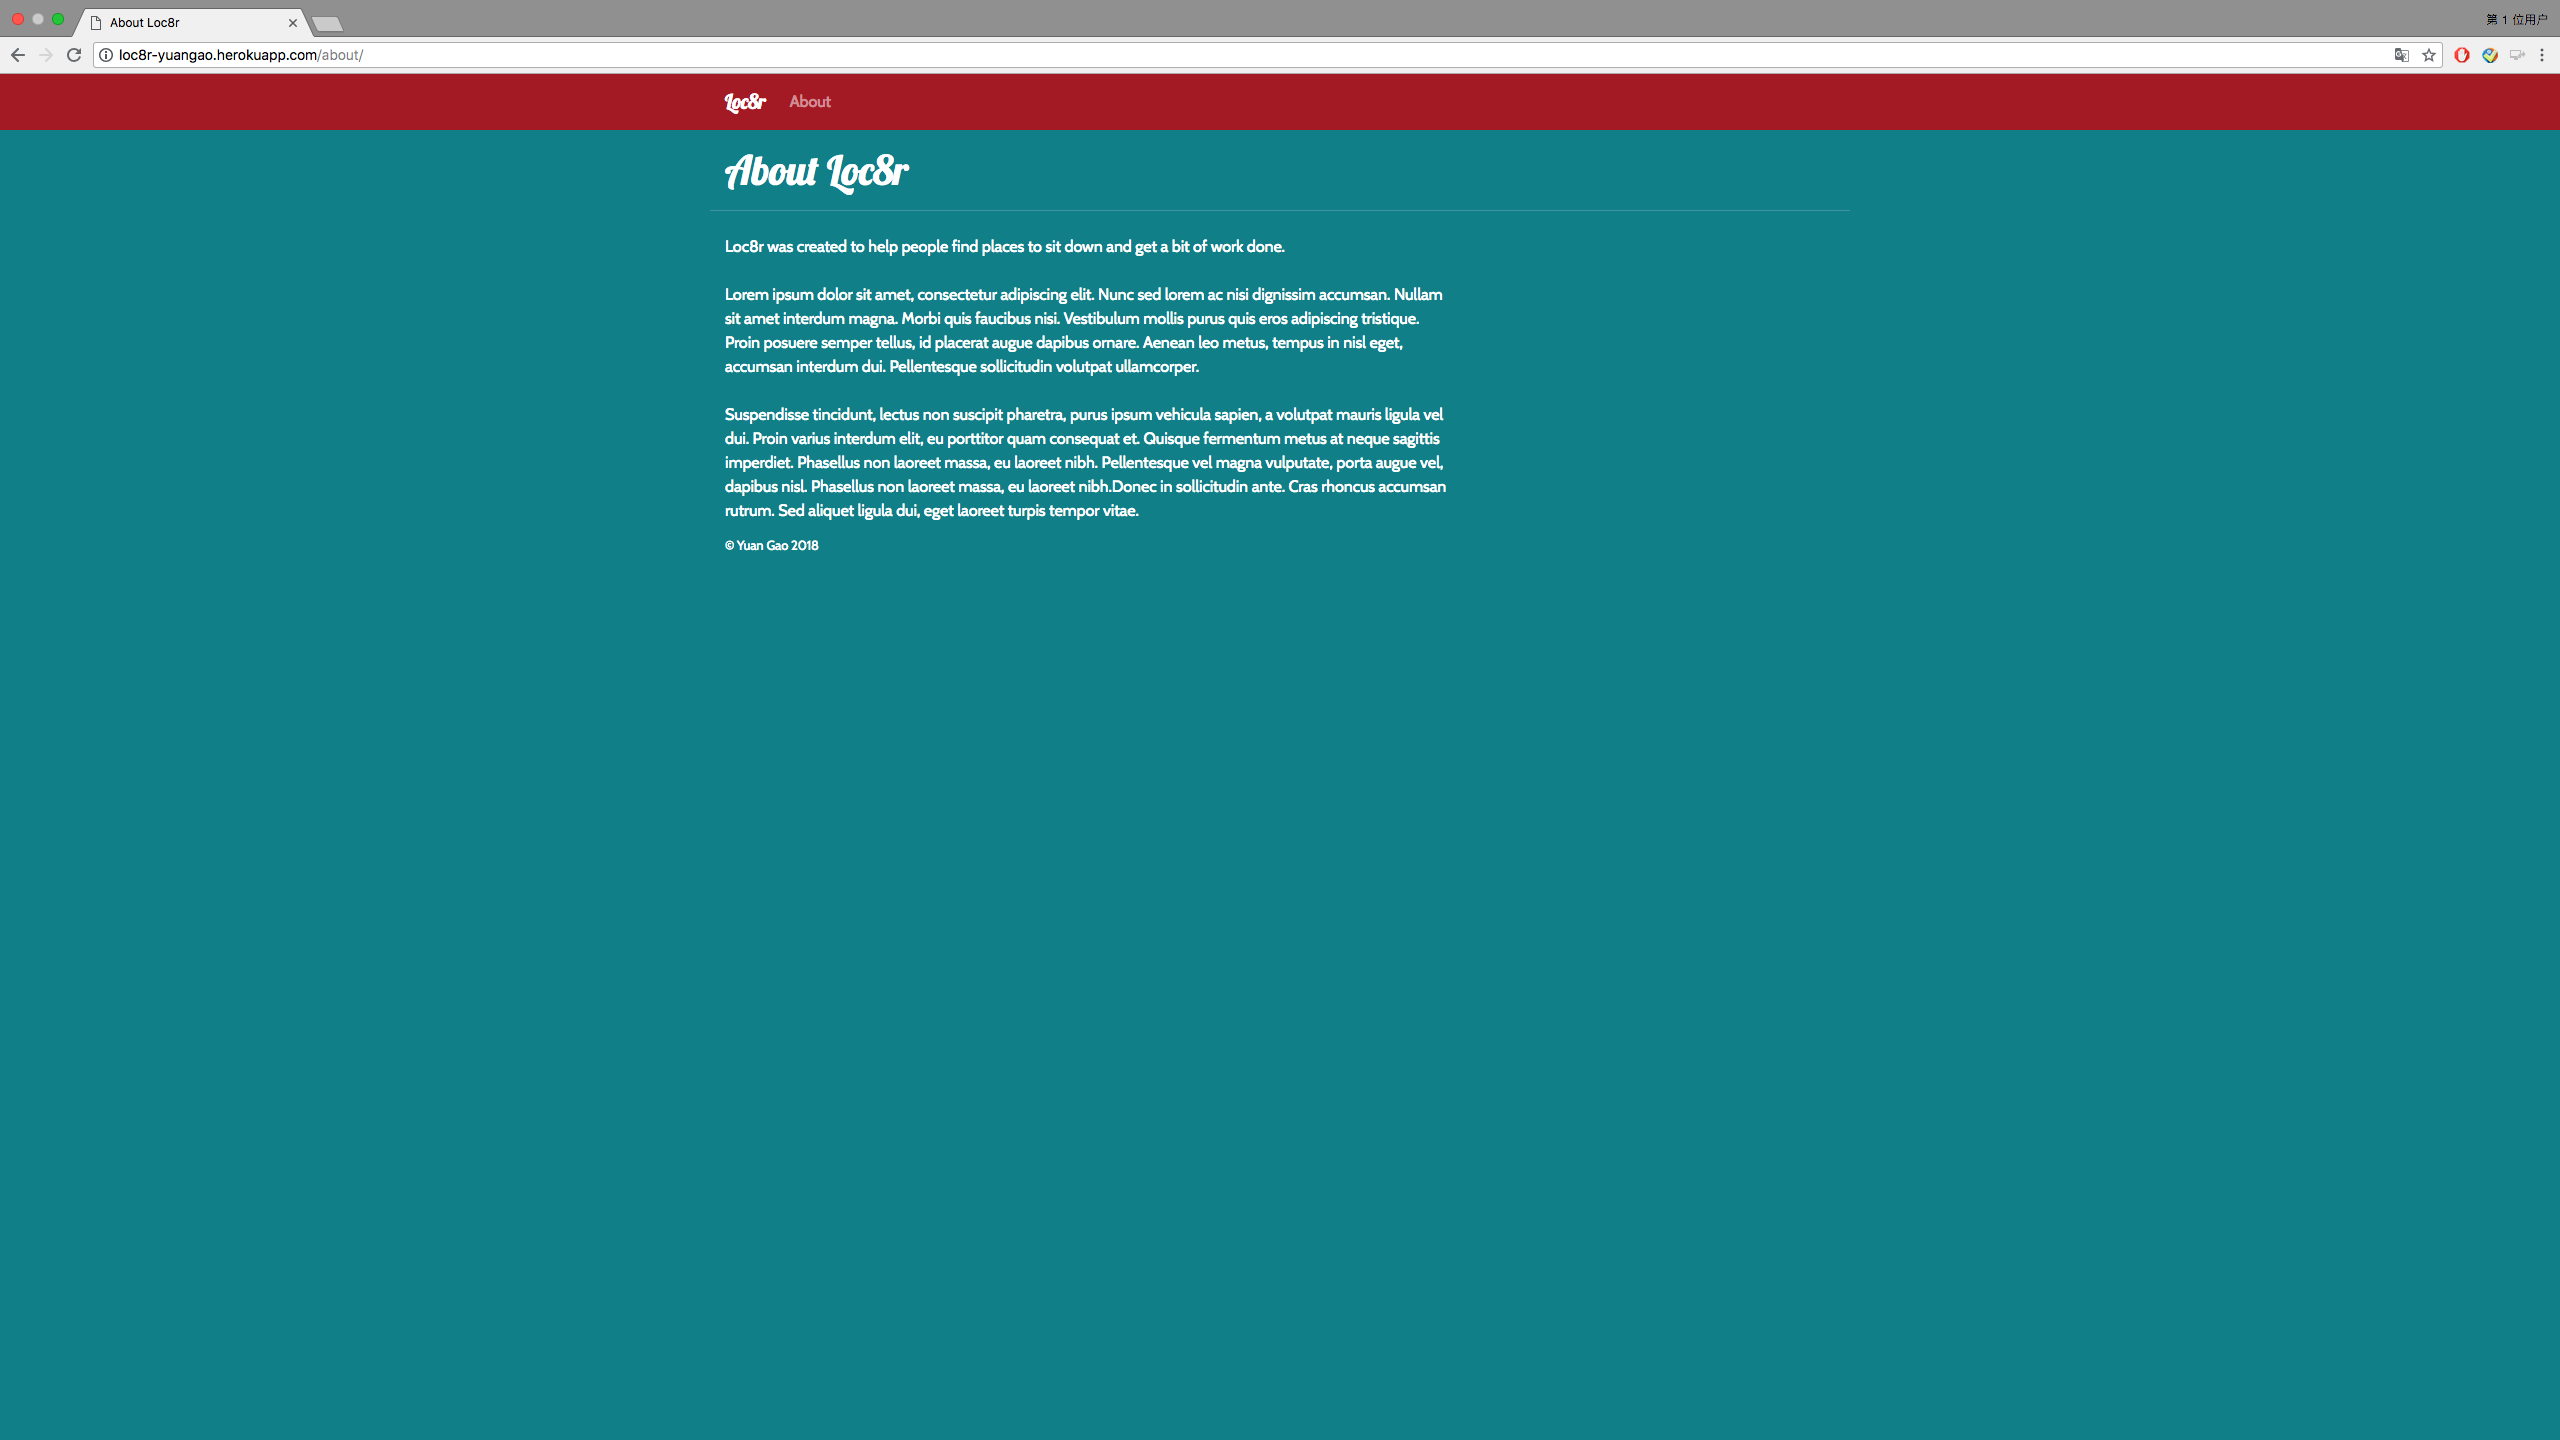 About Loc8r
第 1 位用户
loc8r-yuangao.herokuapp.com/about/
Loc8r About
About Loc8r
Loc8r was created to help people find places to sit down and get a bit of work done.
Lorem ipsum dolor sit amet, consectetur adipiscing elit. Nunc sed lorem ac nisi dignissim accumsan. Nullam
sit amet interdum magna. Morbi quis faucibus nisi. Vestibulum mollis purus quis eros adipiscing tristique.
Proin posuere semper tellus, id placerat augue dapibus ornare. Aenean leo metus, tempus in nisl eget,
accumsan interdum dui. Pellentesque sollicitudin volutpat ullamcorper.
Suspendisse tincidunt, lectus non suscipit pharetra, purus ipsum vehicula sapien, a volutpat mauris ligula vel
dui. Proin varius interdum elit, eu porttitor quam consequat et. Quisque fermentum metus at neque sagittis
imperdiet. Phasellus non laoreet massa, eu laoreet nibh. Pellentesque vel magna vulputate, porta augue vel,
dapibus nisl. Phasellus non laoreet massa, eu laoreet nibh.Donec in sollicitudin ante. Cras rhoncus accumsan
rutrum. Sed aliquet ligula dui, eget laoreet turpis tempor vitae.
© Yuan Gao 2018